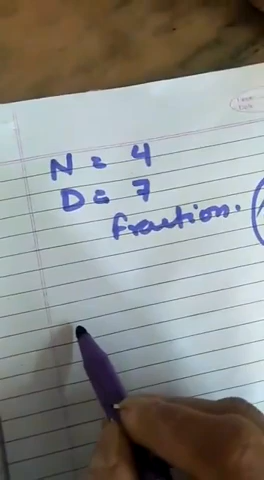 N = 4
D = 7
fraction.